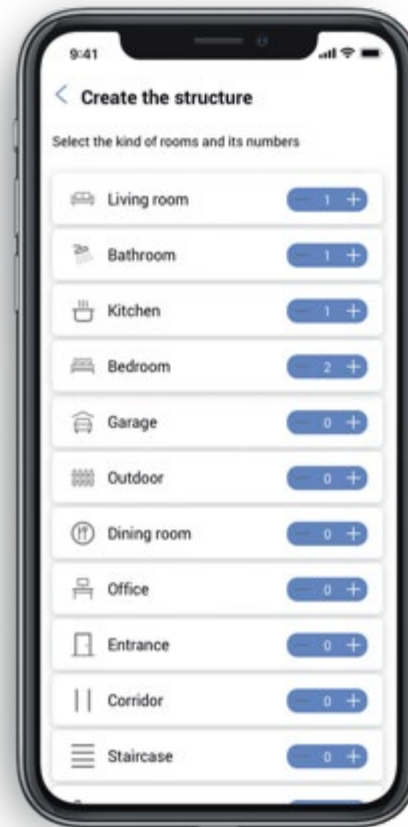 9:41
Create the structure
Select the kind of rooms and its numbers
Living room 1 +
Bathroom 1 +
Kitchen 1 +
Bedroom 2 +
Garage 0 +
Outdoor 0 +
Dining room 0 +
Office 0 +
Entrance 0 +
Corridor 0 +
Staircase 0 +